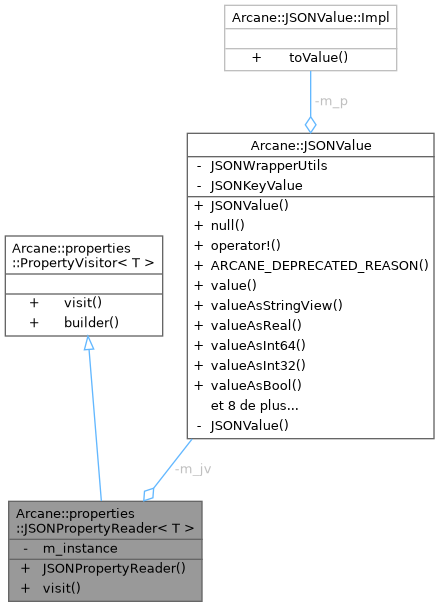 Arcane::JSONValue::Impl
+ toValue()
-m_p
Arcane::JSONValue
- JSONWrapperUtils
- JSONKeyValue
+ JSONValue()
+ null()
+ operator!()
+ ARCANE_DEPRECATED_REASON()
+ value()
+ valueAsStringView()
+ valueAsReal()
+ valueAsInt64()
+ valueAsInt32()
+ valueAsBool()
et 8 de plus...
- JSONValue()
Arcane::properties
::PropertyVisitor< T >
+ visit()
+ builder()
-m_jv
Arcane::properties
::JSONPropertyReader< T >
- m_instance
+ JSONPropertyReader()
+ visit()